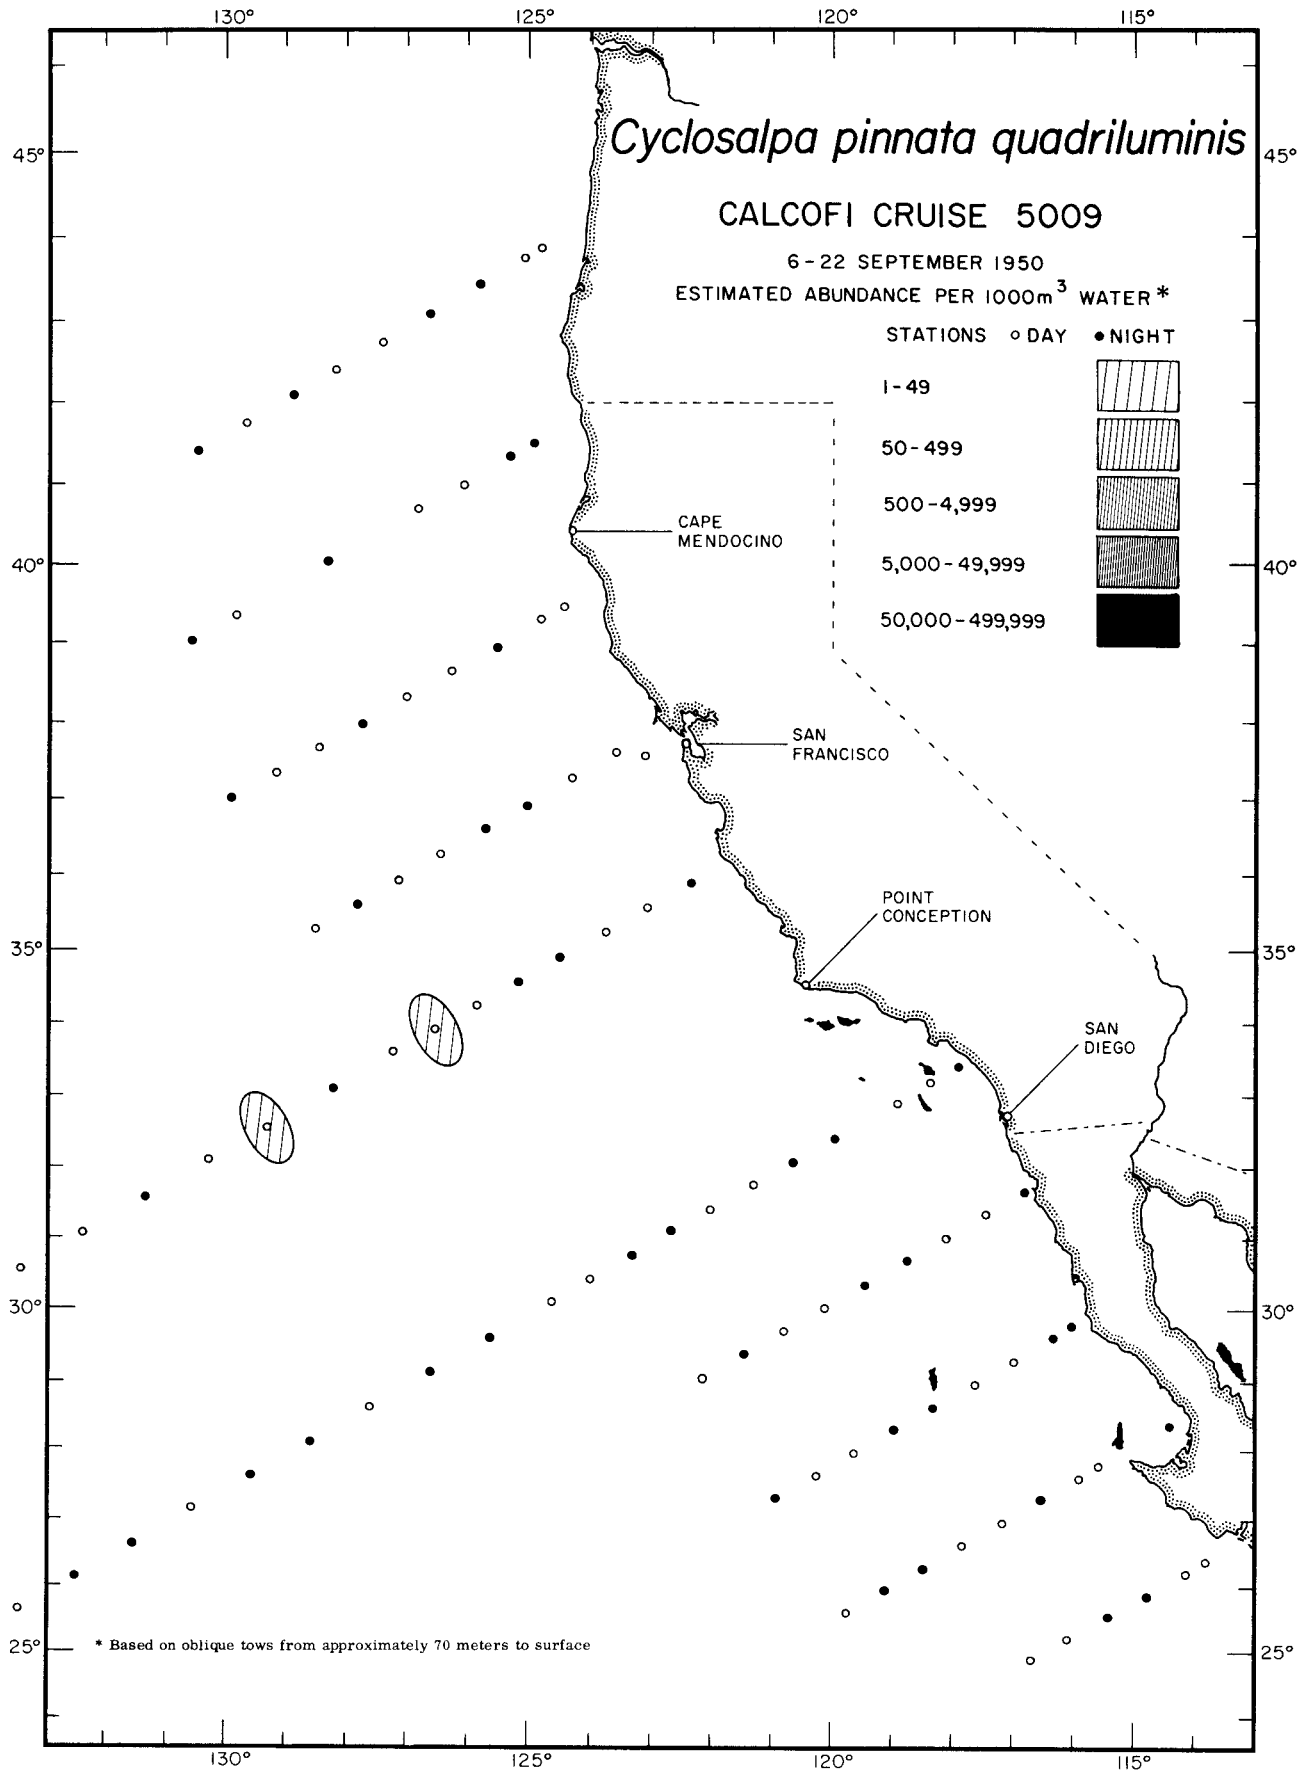 130° 125° 120° 115°
Cyclosalpa pinnata quadriluminis
45° 45°
CALCOFI CRUISE 5009
6-22 SEPTEMBER 1950
ESTIMATED ABUNDANCE PER 1000m³ WATER*
STATIONS ○ DAY ● NIGHT
1-49
50-499
500-4,999
5,000-49,999
50,000-499,999
CAPE
MENDOCINO
40° 40°
SAN
FRANCISCO
POINT
CONCEPTION
35° 35°
SAN
DIEGO
30° 30°
* Based on oblique tows from approximately 70 meters to surface
25° 25°
130° 125° 120° 115°